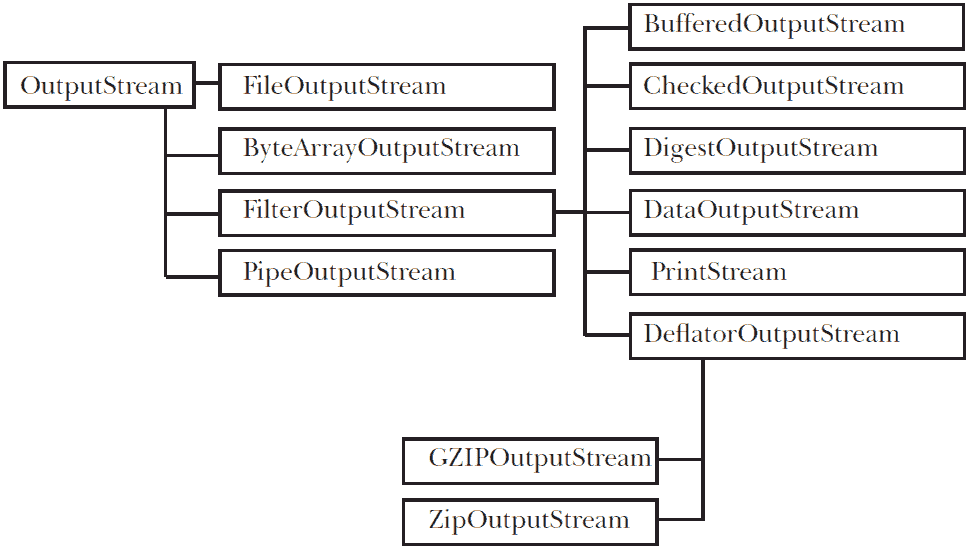 OutputStream
FileOutputStream
ByteArrayOutputStream
FilterOutputStream
PipeOutputStream
BufferedOutputStream
CheckedOutputStream
DigestOutputStream
DataOutputStream
PrintStream
DeflatorOutputStream
GZIPOutputStream
ZipOutputStream